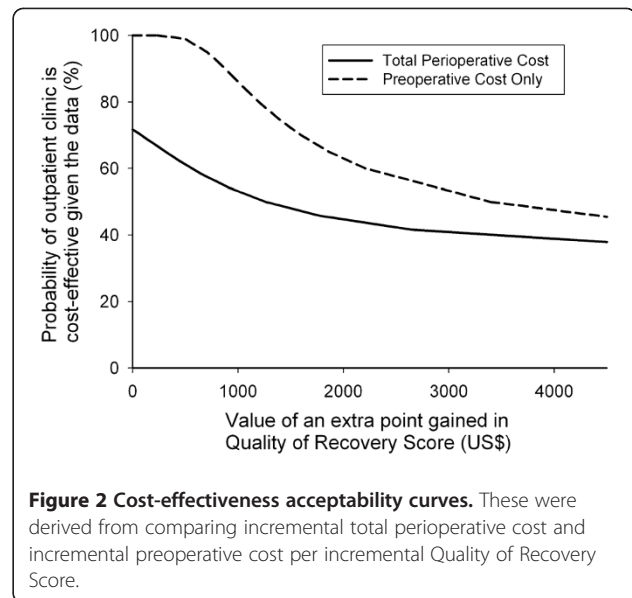 100
80
60
40
20
0
Probability of outpatient clinic is
cost-effective given the data (%)
Total Perioperative Cost
Preoperative Cost Only
0 1000 2000 3000 4000
Value of an extra point gained in
Quality of Recovery Score (US$)
Figure 2 Cost-effectiveness acceptability curves. These were
derived from comparing incremental total perioperative cost and
incremental preoperative cost per incremental Quality of Recovery
Score.